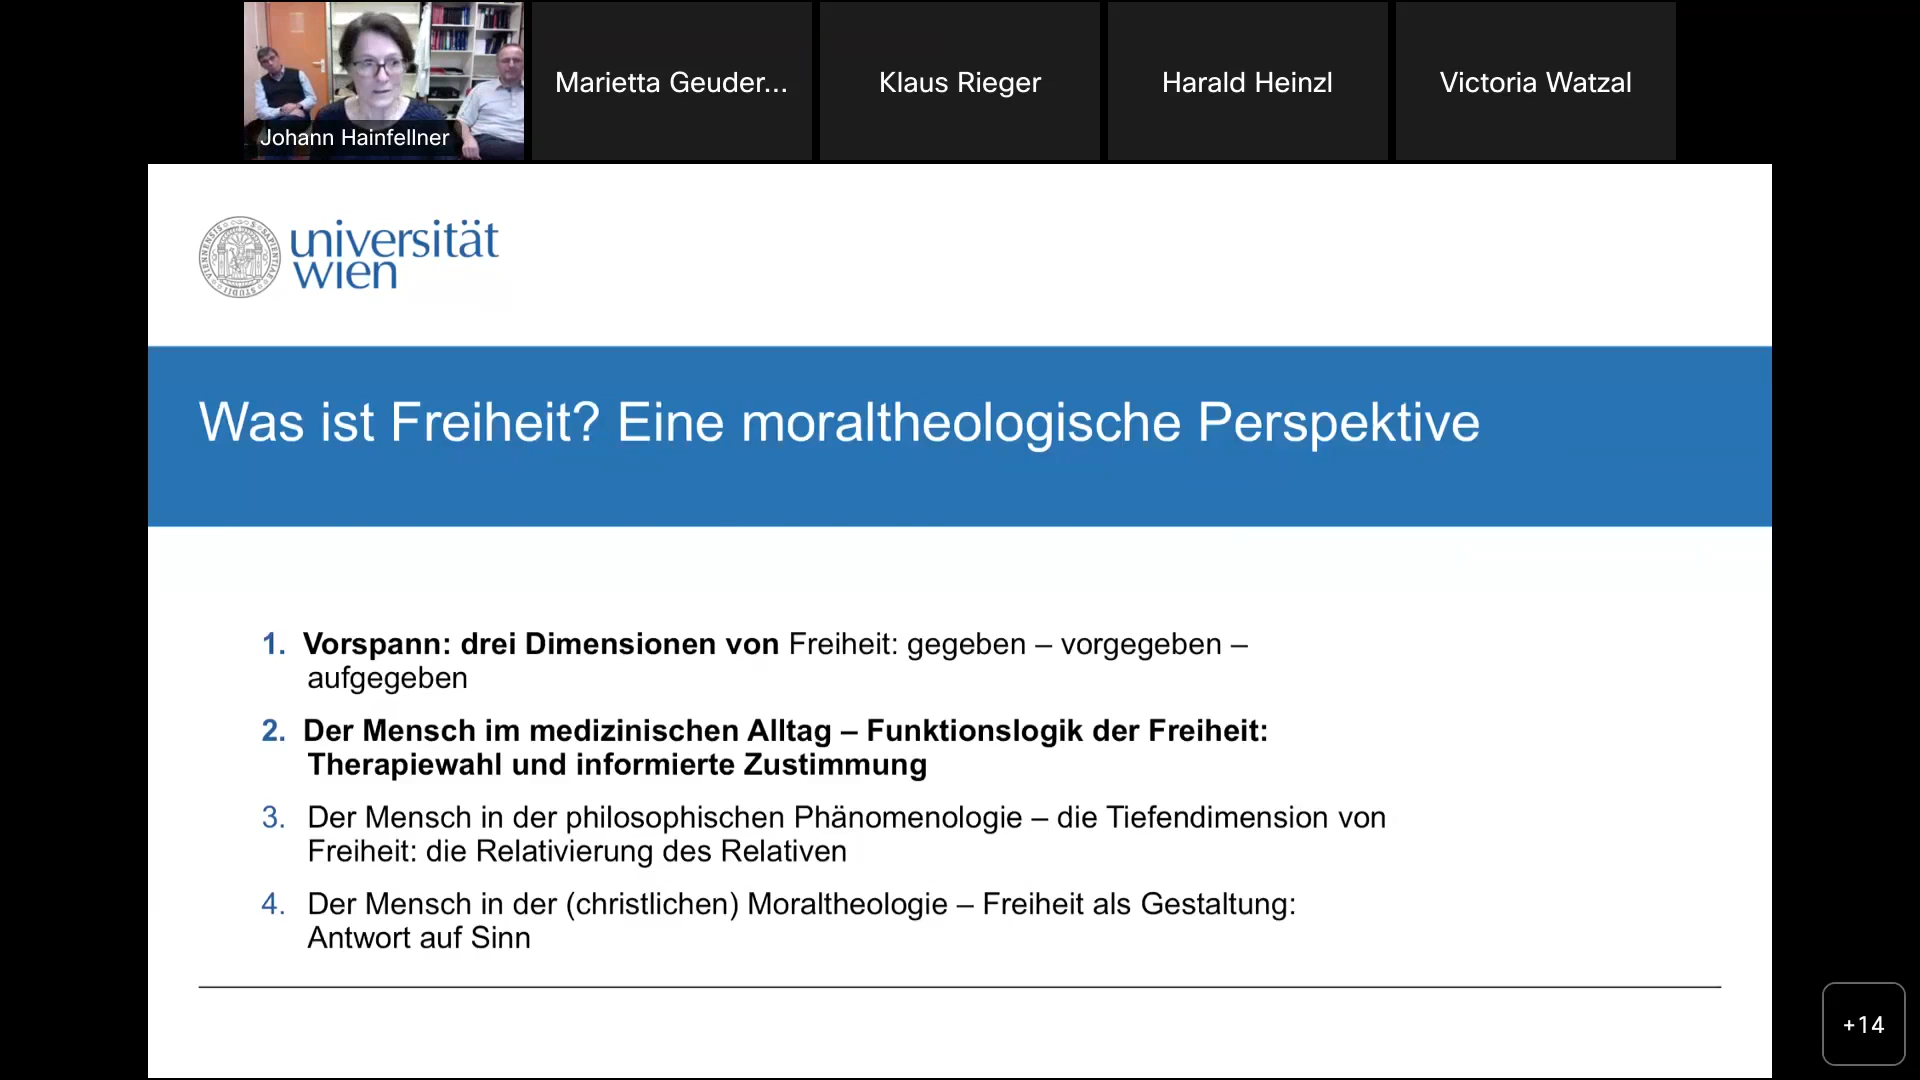 Johann Hainfellner
Marietta Geuder...
Klaus Rieger
Harald Heinzl
Victoria Watzal
universität
wien
Was ist Freiheit? Eine moraltheologische Perspektive
1. Vorspann: drei Dimensionen von Freiheit: gegeben – vorgegeben –
aufgegeben
2. Der Mensch im medizinischen Alltag – Funktionslogik der Freiheit:
Therapiewahl und informierte Zustimmung
3. Der Mensch in der philosophischen Phänomenologie – die Tiefendimension von
Freiheit: die Relativierung des Relativen
4. Der Mensch in der (christlichen) Moraltheologie – Freiheit als Gestaltung:
Antwort auf Sinn
+14